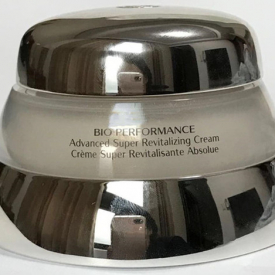 BIO-PERFORMANCE
Advanced Super Revitalizing Cream
Crème Super Revitalisante Absolue